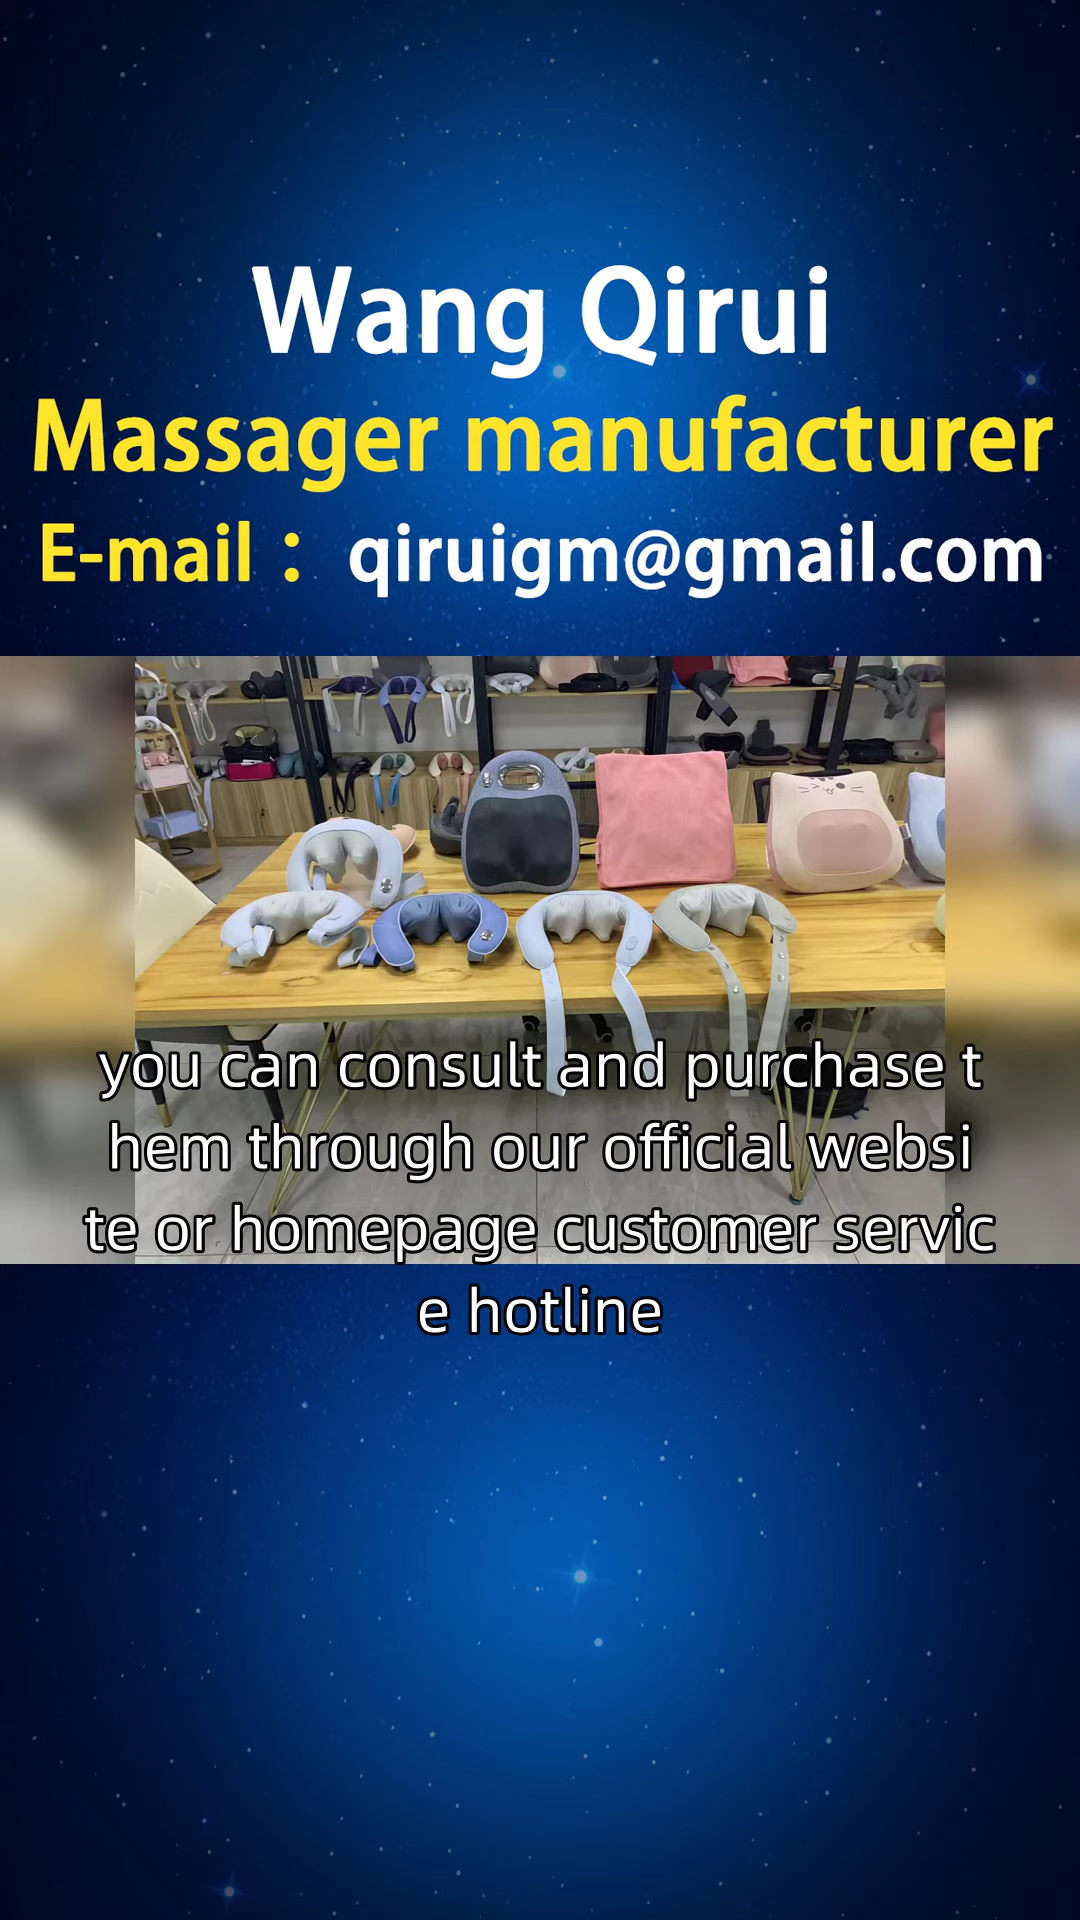 Wang Qirui
Massager manufacturer
E-mail： qiruigm@gmail.com
you can consult and purchase t
hem through our official websi
te or homepage customer servic
e hotline